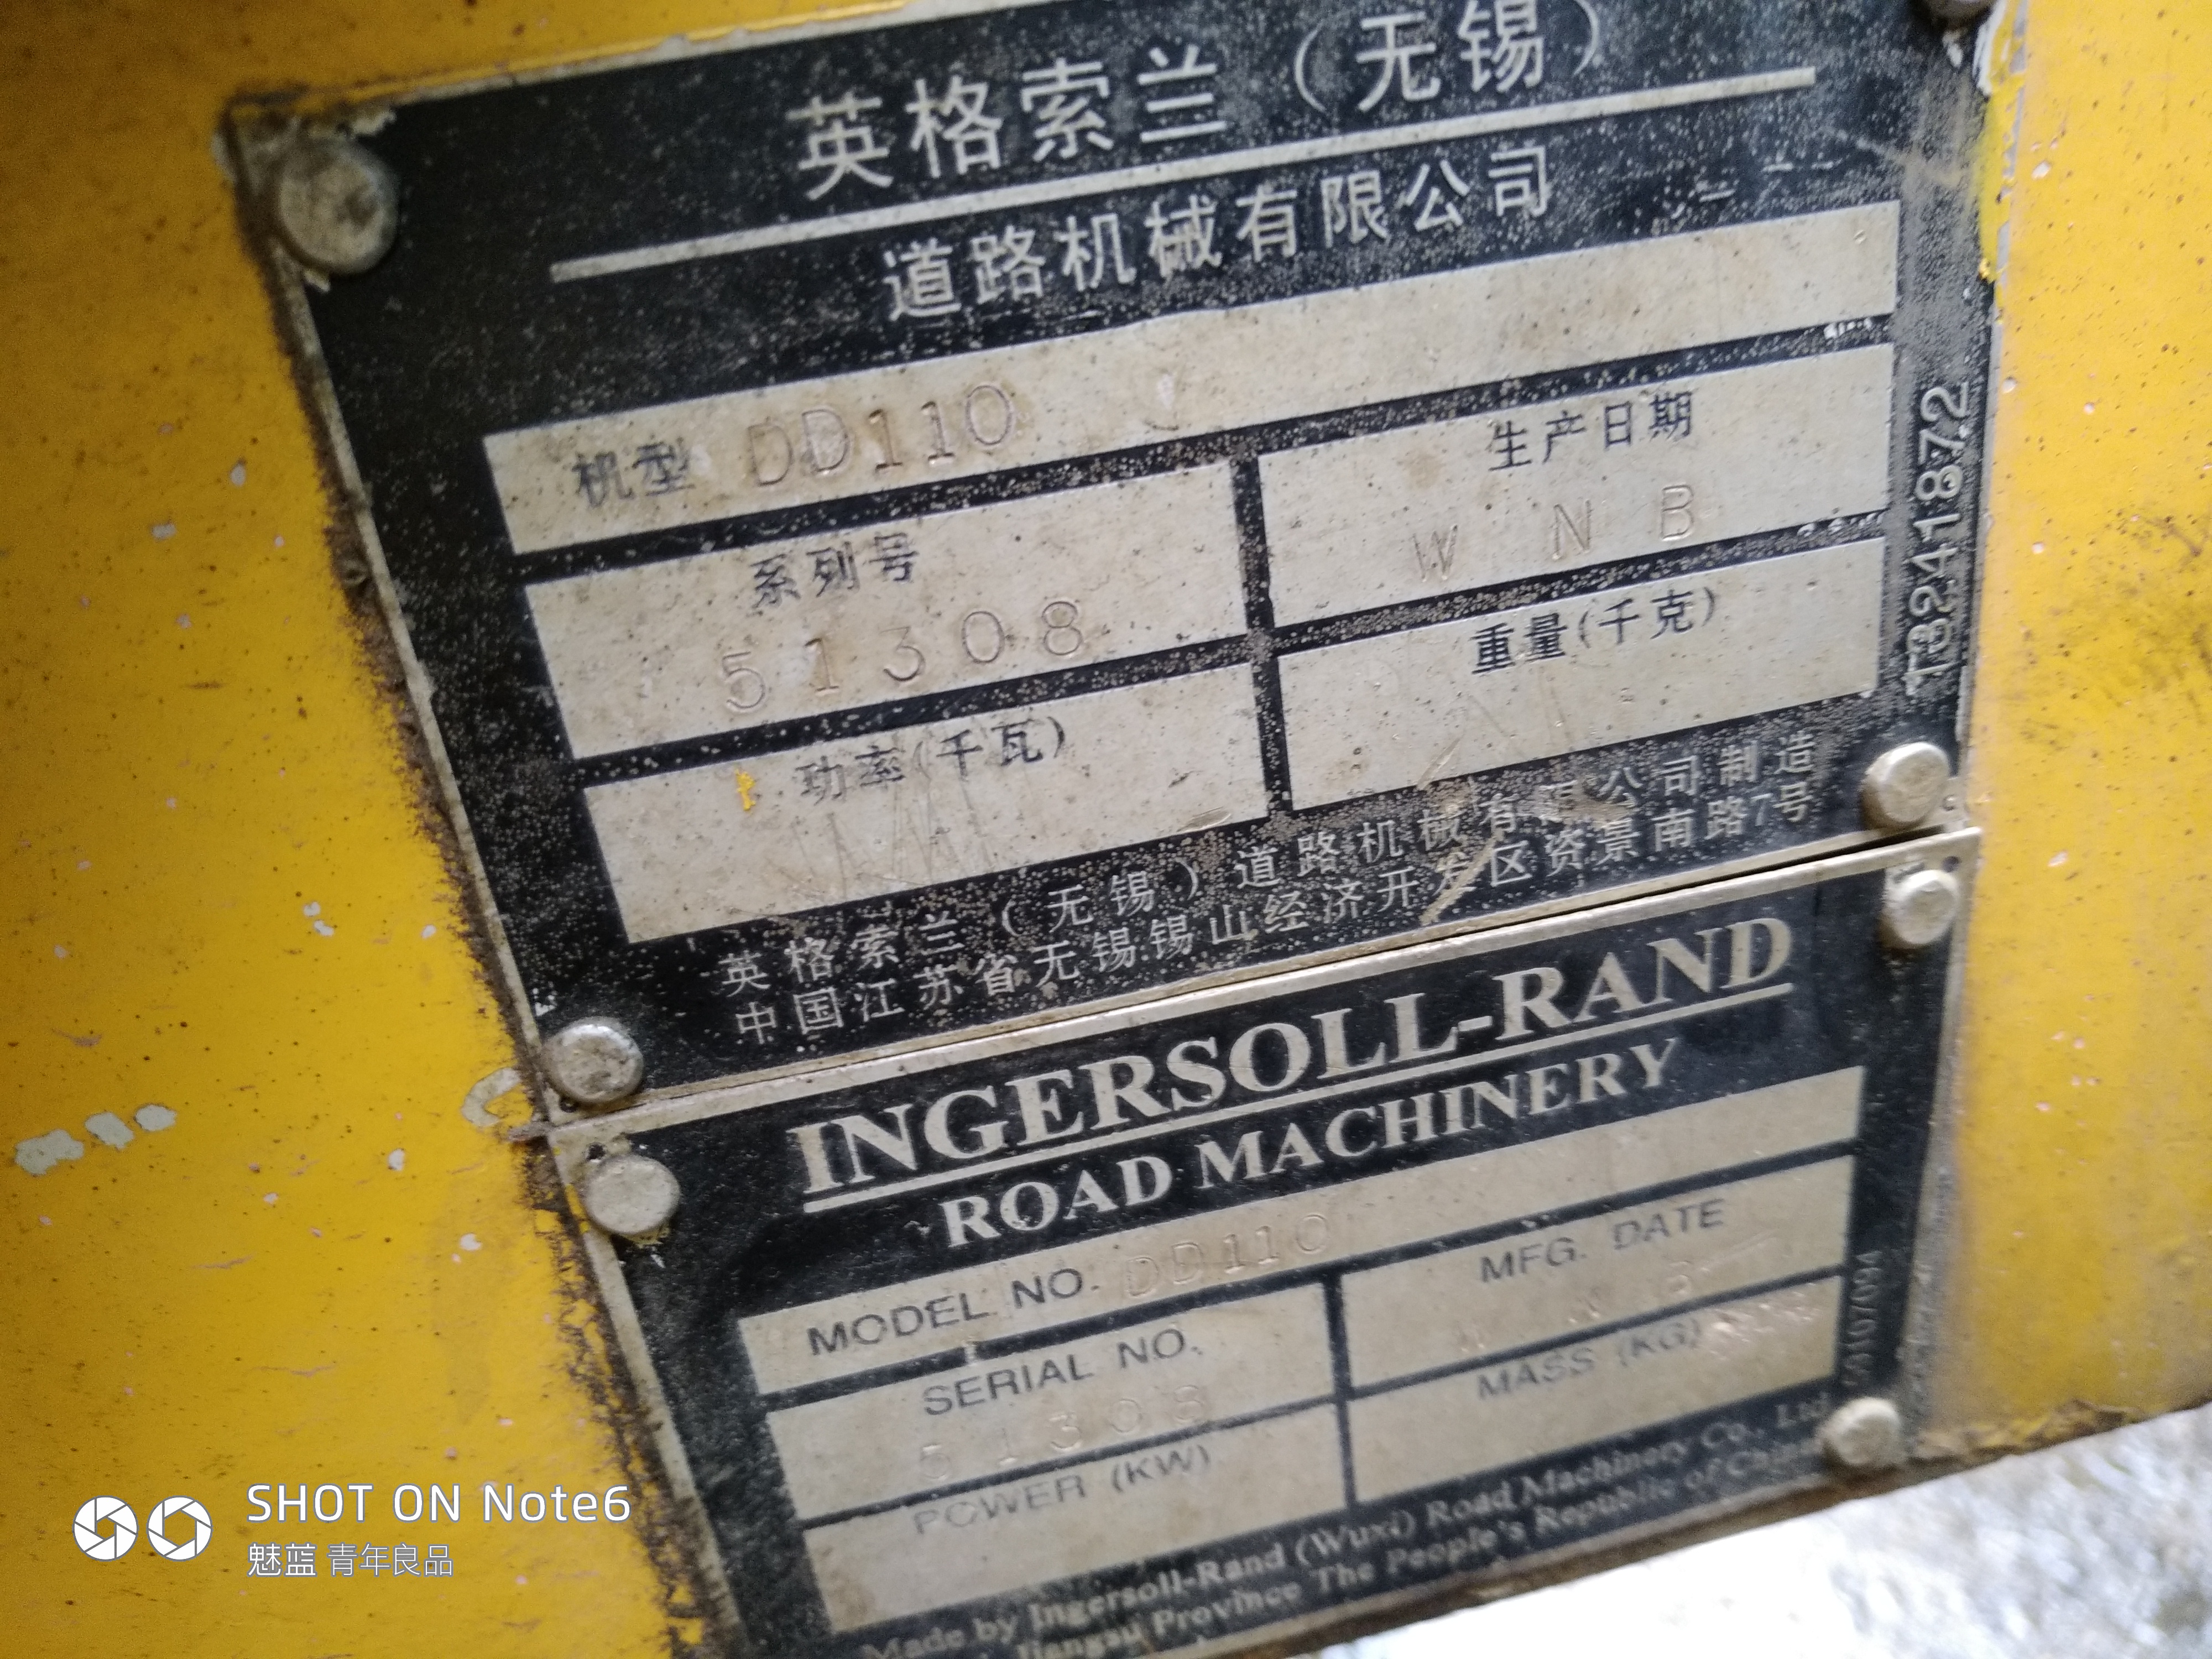 英格索兰（无锡）
道路机械有限公司
机型 DD110
系列号
51308
生产日期
W N B
功率(千瓦)
重量(千克)
T3241872
英格索兰（无锡）道路机械有限公司制造
中国江苏省无锡锡山经济开发区资景南路7号
INGERSOLL-RAND
ROAD MACHINERY
MODEL NO. DD110
SERIAL NO.
51308
MFG. DATE
W N B
POWER (KW)
MASS (KG)
Made by Ingersoll-Rand (Wuxi) Road Machinery Co., Ltd
Jiangsu Province The People's Republic of China
SHOT ON Note6
魅蓝 青年良品